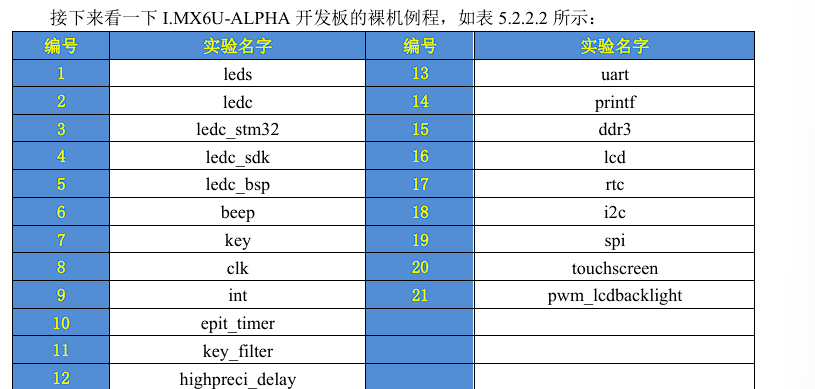 接下来看一下 I.MX6U-ALPHA 开发板的裸机例程，如表 5.2.2.2 所示：
编号 实验名字 编号 实验名字
1 leds 13 uart
2 ledc 14 printf
3 ledc_stm32 15 ddr3
4 ledc_sdk 16 lcd
5 ledc_bsp 17 rtc
6 beep 18 i2c
7 key 19 spi
8 clk 20 touchscreen
9 int 21 pwm_lcdbacklight
10 epit_timer
11 key_filter
12 highpreci_delay